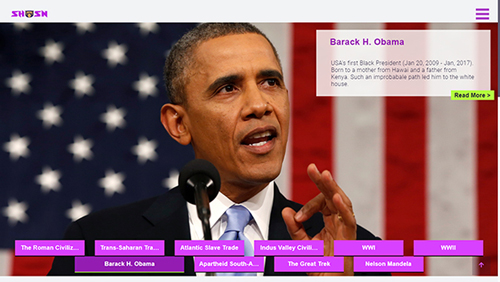 SHOSN
Barack H. Obama
USA's first Black President (Jan 20, 2009 - Jan, 2017).
Born to a mother from Hawai and a father from
Kenya. Such an improbabale path led him to the white
house.
Read More >
The Roman Civiliz... Trans-Saharan Tra... Atlantic Slave Trade Indus Valley Civili... WWI WWII
Barack H. Obama Apartheid South-A... The Great Trek Nelson Mandela